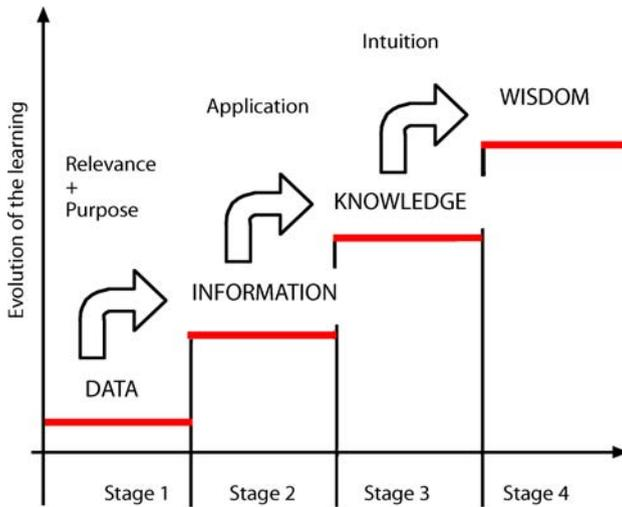 Intuition
WISDOM
Application
Relevance
+
Purpose
KNOWLEDGE
INFORMATION
DATA
Evolution of the learning
Stage 1
Stage 2
Stage 3
Stage 4